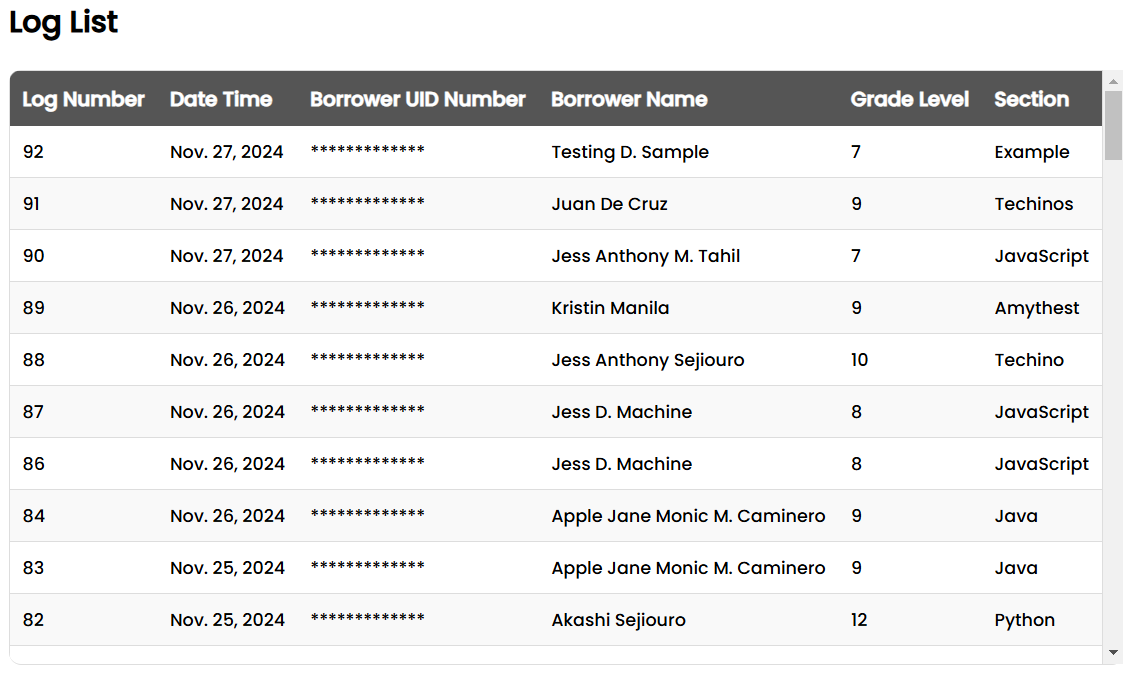 Log List
Log Number Date Time Borrower UID Number Borrower Name Grade Level Section
92 Nov. 27, 2024 ************* Testing D. Sample 7 Example
91 Nov. 27, 2024 ************* Juan De Cruz 9 Techinos
90 Nov. 27, 2024 ************* Jess Anthony M. Tahil 7 JavaScript
89 Nov. 26, 2024 ************* Kristin Manila 9 Amythest
88 Nov. 26, 2024 ************* Jess Anthony Sejiouro 10 Techino
87 Nov. 26, 2024 ************* Jess D. Machine 8 JavaScript
86 Nov. 26, 2024 ************* Jess D. Machine 8 JavaScript
84 Nov. 26, 2024 ************* Apple Jane Monic M. Caminero 9 Java
83 Nov. 25, 2024 ************* Apple Jane Monic M. Caminero 9 Java
82 Nov. 25, 2024 ************* Akashi Sejiouro 12 Python